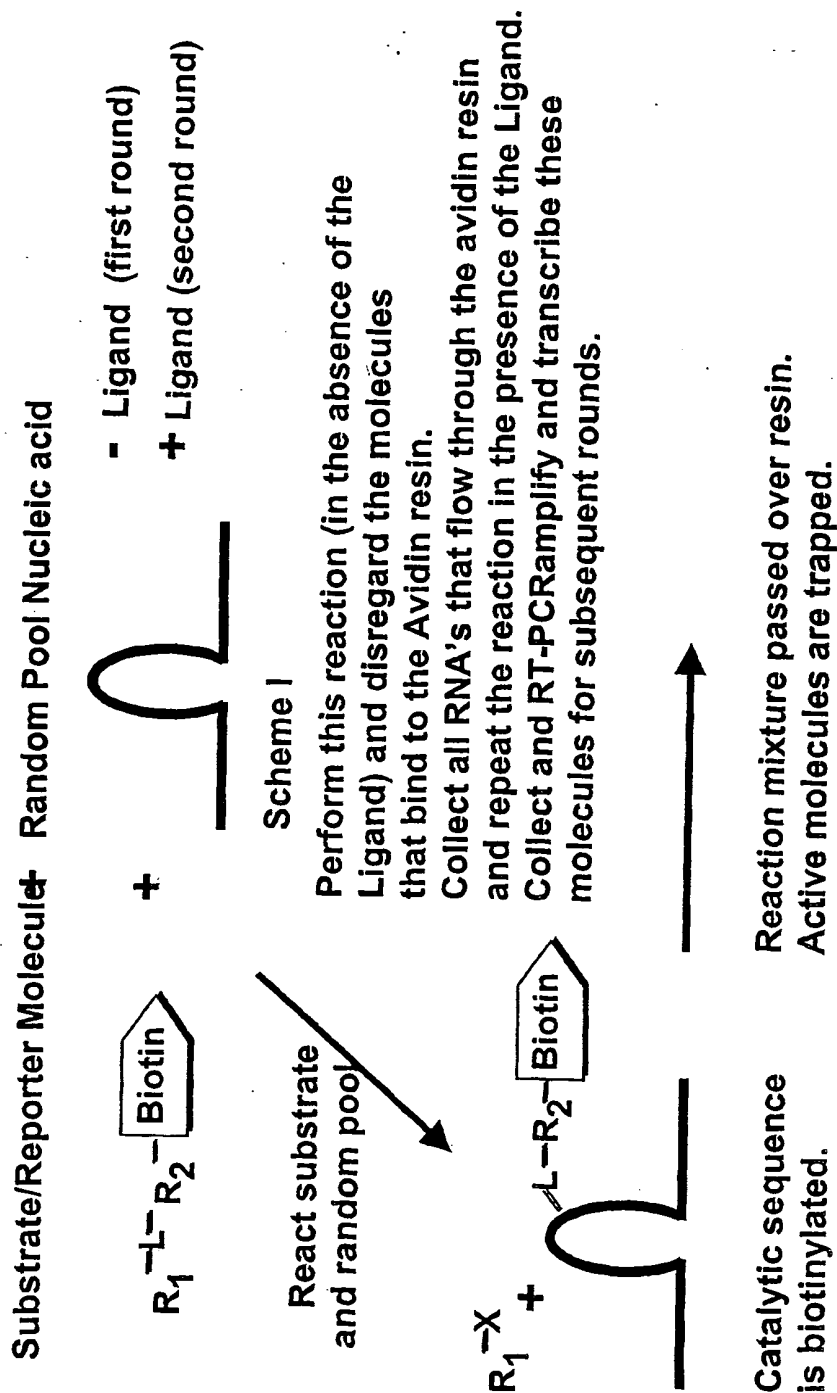 Substrate/Reporter Molecule+ Random Pool Nucleic acid
R1-L-R2-Biotin
+
- Ligand (first round)
+ Ligand (second round)
Scheme I
Perform this reaction (in the absence of the
Ligand) and disregard the molecules
that bind to the Avidin resin.
Collect all RNA's that flow through the avidin resin
and repeat the reaction in the presence of the Ligand.
Collect and RT-PCRamplify and transcribe these
molecules for subsequent rounds.
React substrate
and random pool
R1-X
+
L-R2-Biotin
Catalytic sequence
is biotinylated.
Reaction mixture passed over resin.
Active molecules are trapped.